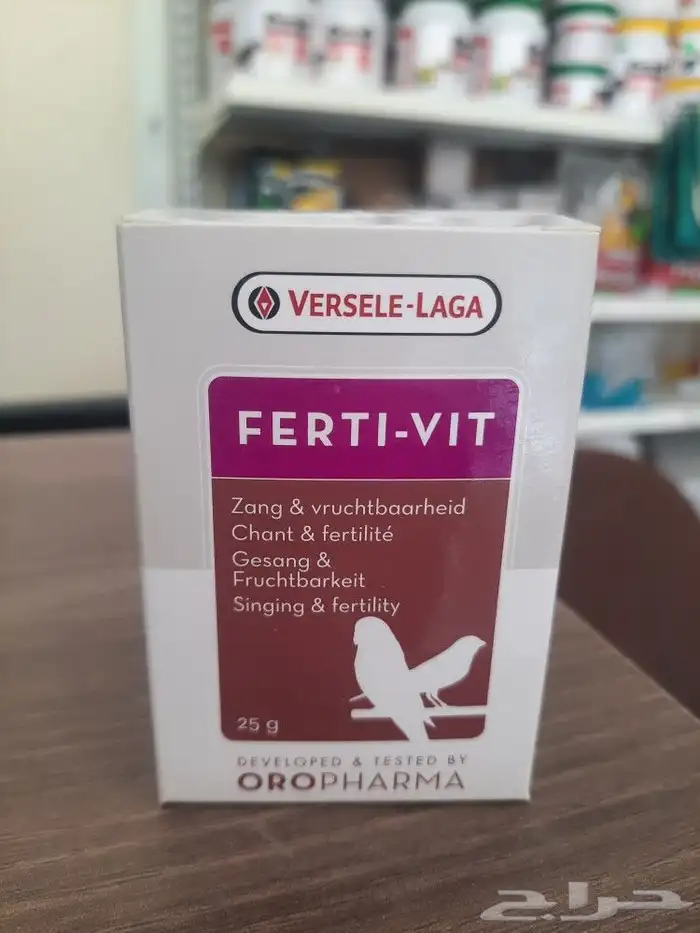 VERSELE-LAGA
FERTI-VIT
Zang & vruchtbaarheid
Chant & fertilité
Gesang &
Fruchtbarkeit
Singing & fertility
25 g
DEVELOPED & TESTED BY
OROPHARMA
حراج